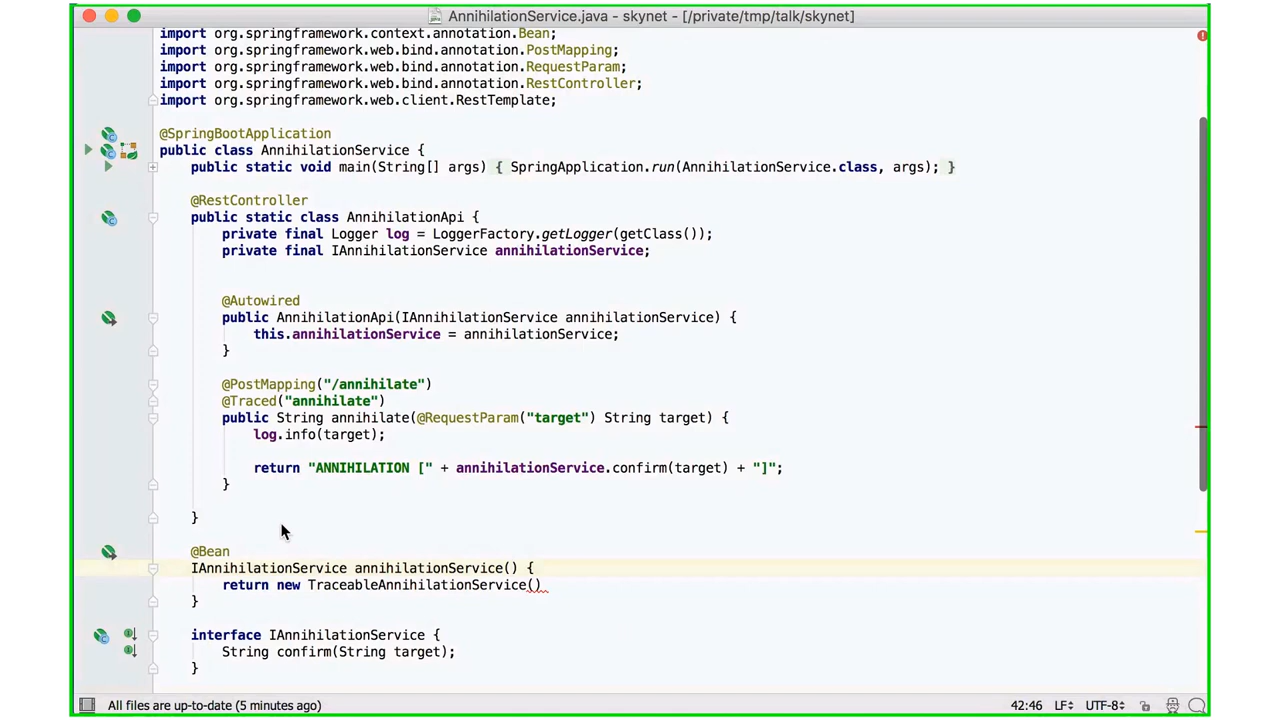 AnnihilationService.java - skynet - [/private/tmp/talk/skynet]
import org.springframework.context.annotation.Bean;
import org.springframework.web.bind.annotation.PostMapping;
import org.springframework.web.bind.annotation.RequestParam;
import org.springframework.web.bind.annotation.RestController;
import org.springframework.web.client.RestTemplate;
@SpringBootApplication
public class AnnihilationService {
public static void main(String[] args) { SpringApplication.run(AnnihilationService.class, args); }
@RestController
public static class AnnihilationApi {
private final Logger log = LoggerFactory.getLogger(getClass());
private final IAnnihilationService annihilationService;
@Autowired
public AnnihilationApi(IAnnihilationService annihilationService) {
this.annihilationService = annihilationService;
}
@PostMapping("/annihilate")
@Traced("annihilate")
public String annihilate(@RequestParam("target") String target) {
log.info(target);
return "ANNIHILATION [" + annihilationService.confirm(target) + "]";
}
}
@Bean
IAnnihilationService annihilationService() {
return new TraceableAnnihilationService()
}
interface IAnnihilationService {
String confirm(String target);
}
All files are up-to-date (5 minutes ago) 42:46 LF UTF-8